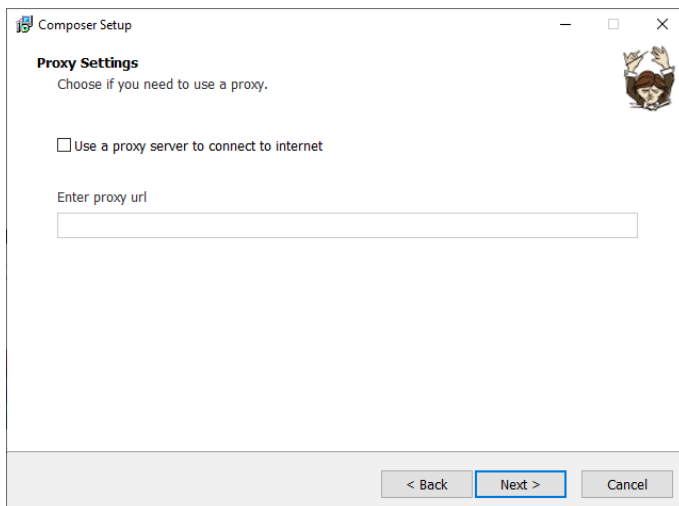 Composer Setup
Proxy Settings
Choose if you need to use a proxy.
Use a proxy server to connect to internet
Enter proxy url
< Back
Next >
Cancel